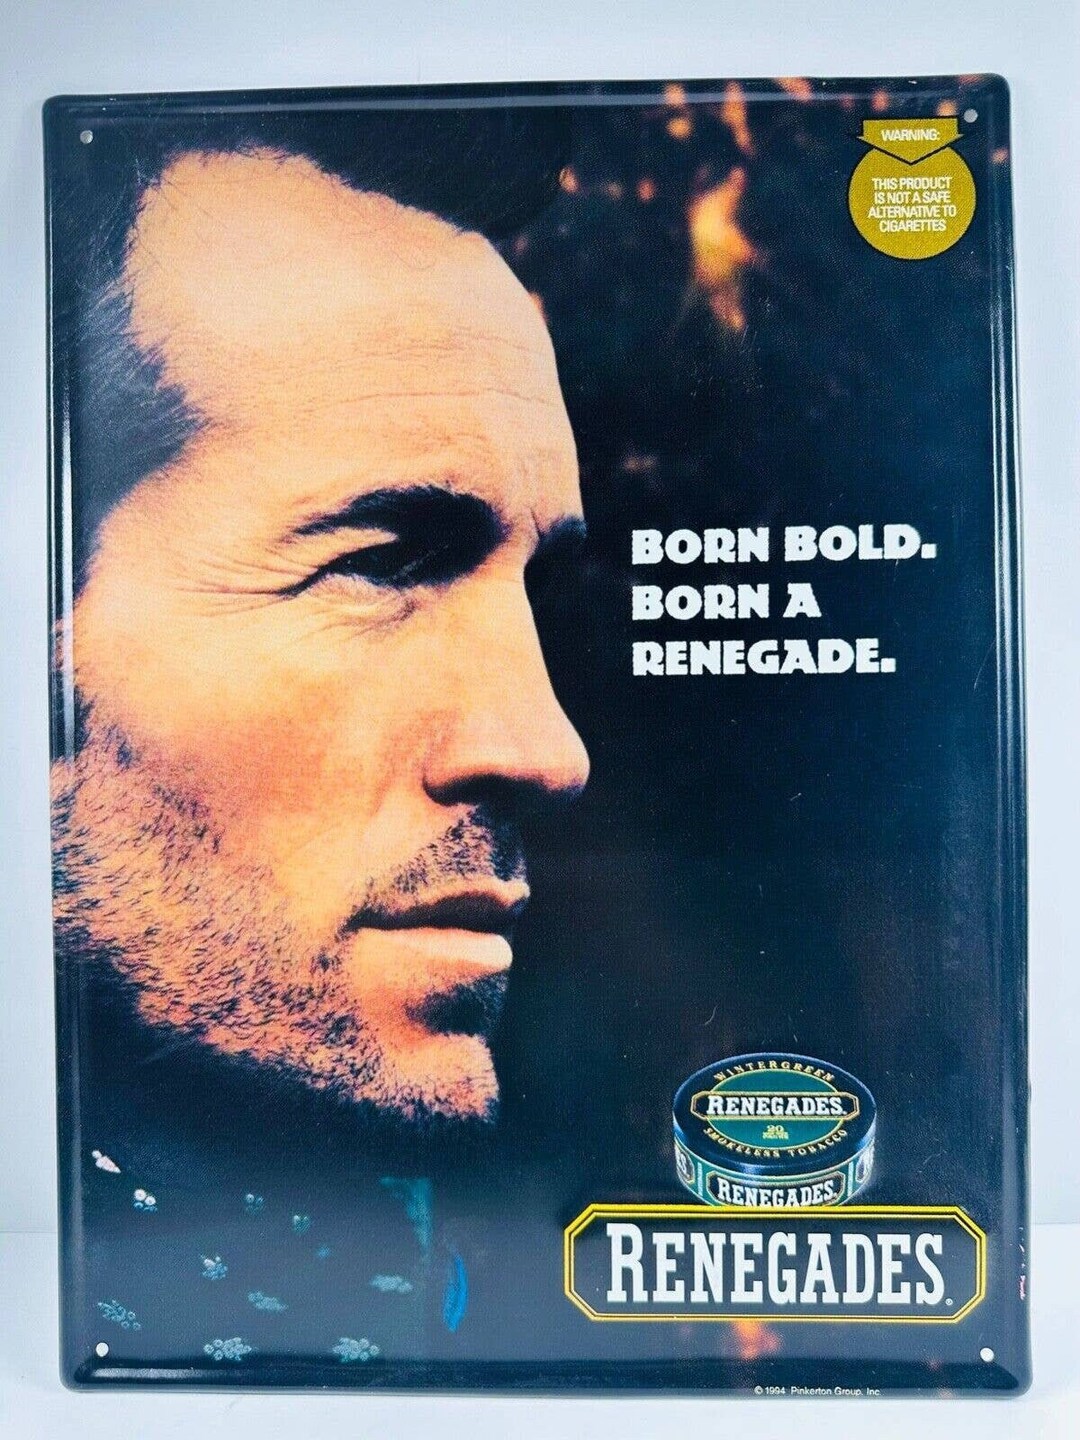 WARNING:
THIS PRODUCT
IS NOT A SAFE
ALTERNATIVE TO
CIGARETTES
BORN BOLD.
BORN A
RENEGADE.
WINTERGREEN
RENEGADES.
20
SMOKELESS TOBACCO
RENEGADES.
RENEGADES®
© 1994 Pinkerton Group, Inc